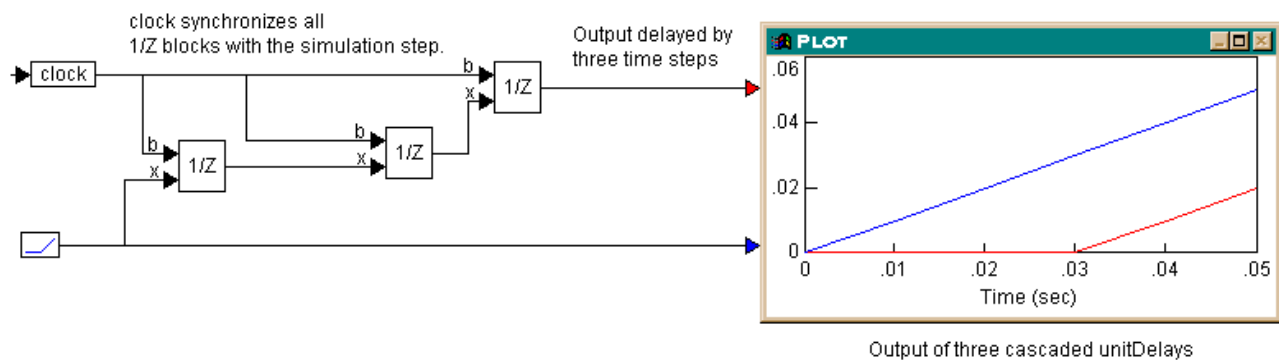 clock synchronizes all
1/Z blocks with the simulation step.
Output delayed by
three time steps
clock
b
x
1/Z
b
x
1/Z
b
x
1/Z
PLOT
.06
.04
.02
0
0
.01
.02
.03
.04
.05
Time (sec)
Output of three cascaded unitDelays